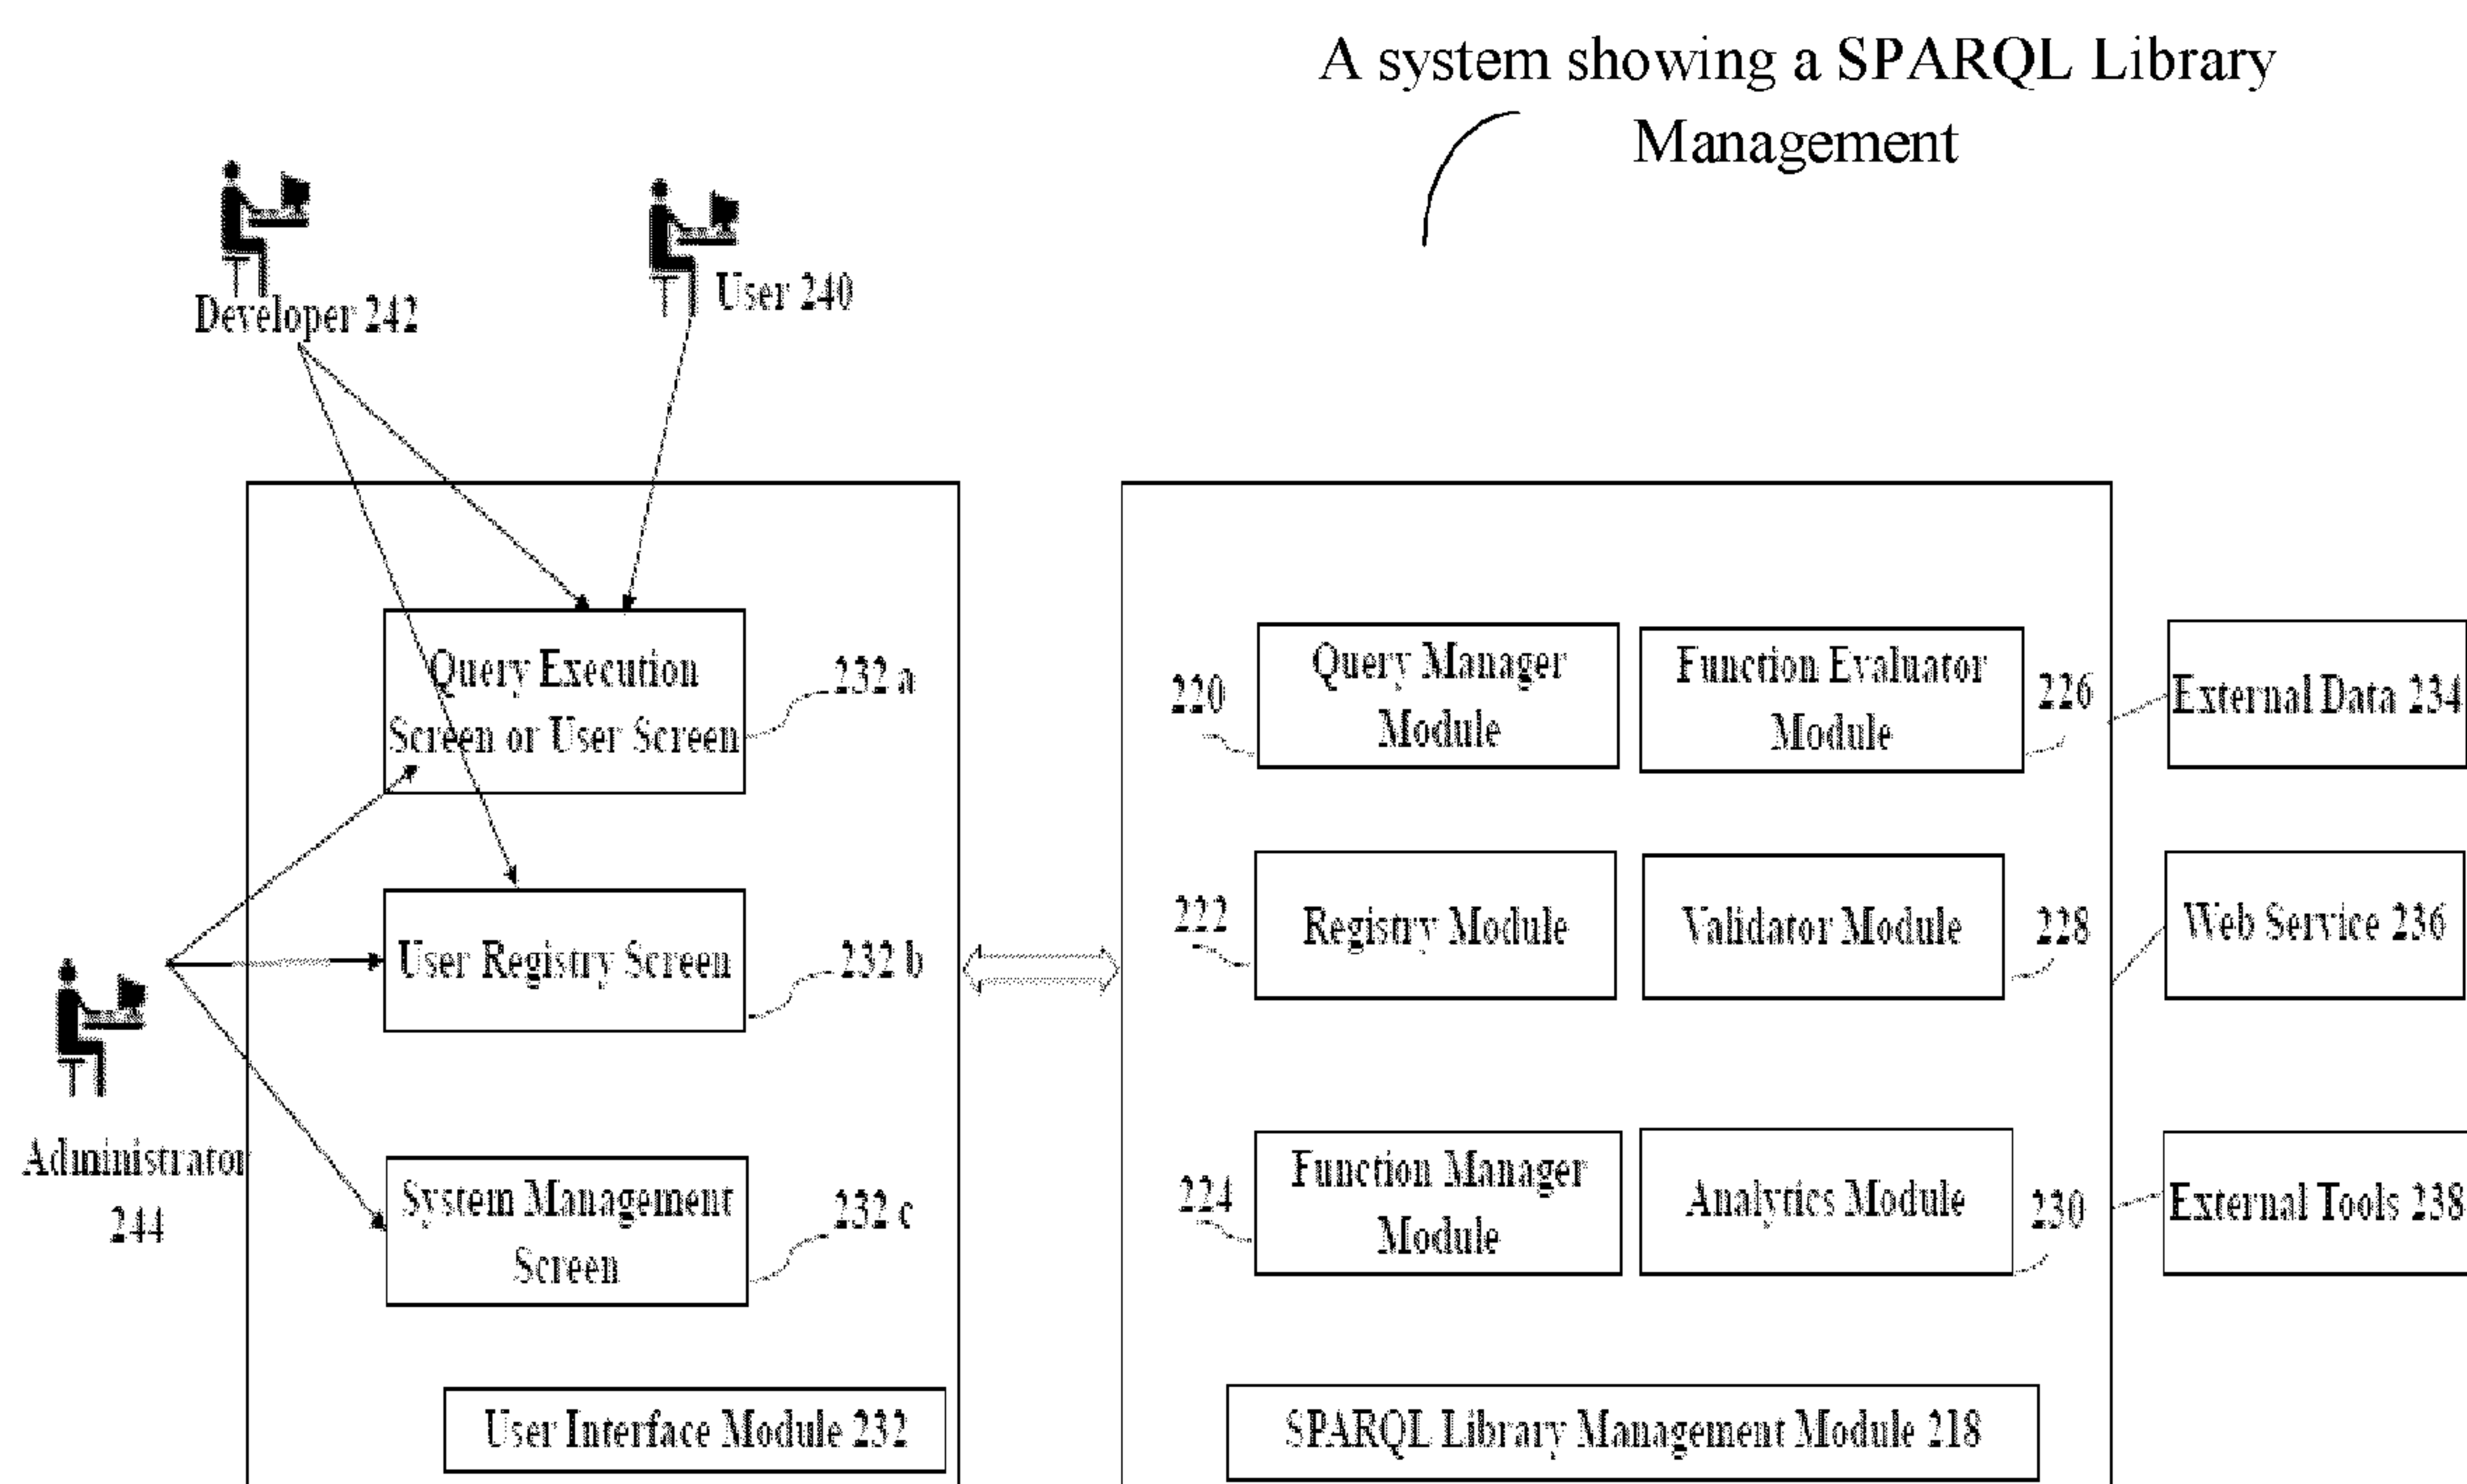 A system showing a SPARQL Library
Management
Developer 242
User 240
Query Execution
Screen or User Screen
232 a
User Registry Screen
232 b
System Management
Screen
232 c
Administrator
244
User Interface Module 232
220
Query Manager
Module
Function Evaluator
Module
226
222
Registry Module
Validator Module
228
224
Function Manager
Module
Analytics Module
230
SPARQL Library Management Module 218
External Data 234
Web Service 236
External Tools 238